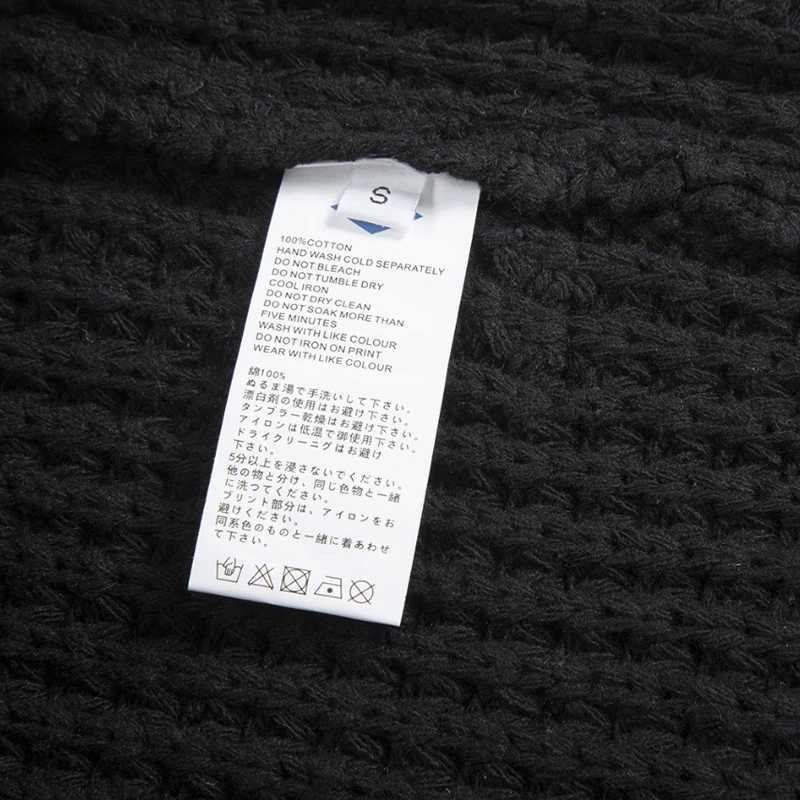 S
100%COTTON
HAND WASH COLD SEPARATELY
DO NOT BLEACH
DO NOT TUMBLE DRY
COOL IRON
DO NOT DRY CLEAN
DO NOT SOAK MORE THAN
FIVE MINUTES
WASH WITH LIKE COLOUR
DO NOT IRON ON PRINT
WEAR WITH LIKE COLOUR
綿100%
ぬるま湯で手洗いして下さい。
漂白剤の使用はお避け下さい。
タンブラー乾燥はお避け下さい。
アイロンは低温で御使用下さい。
ドライクリーニングはお避け
下さい。
5分以上を浸さないでください。
他の物と分け、同じ色物と一緒
に洗つてください。
プリント部分は、アイロンをお
避けください。
同系色のものと一緒に着あわせ
て下さい。